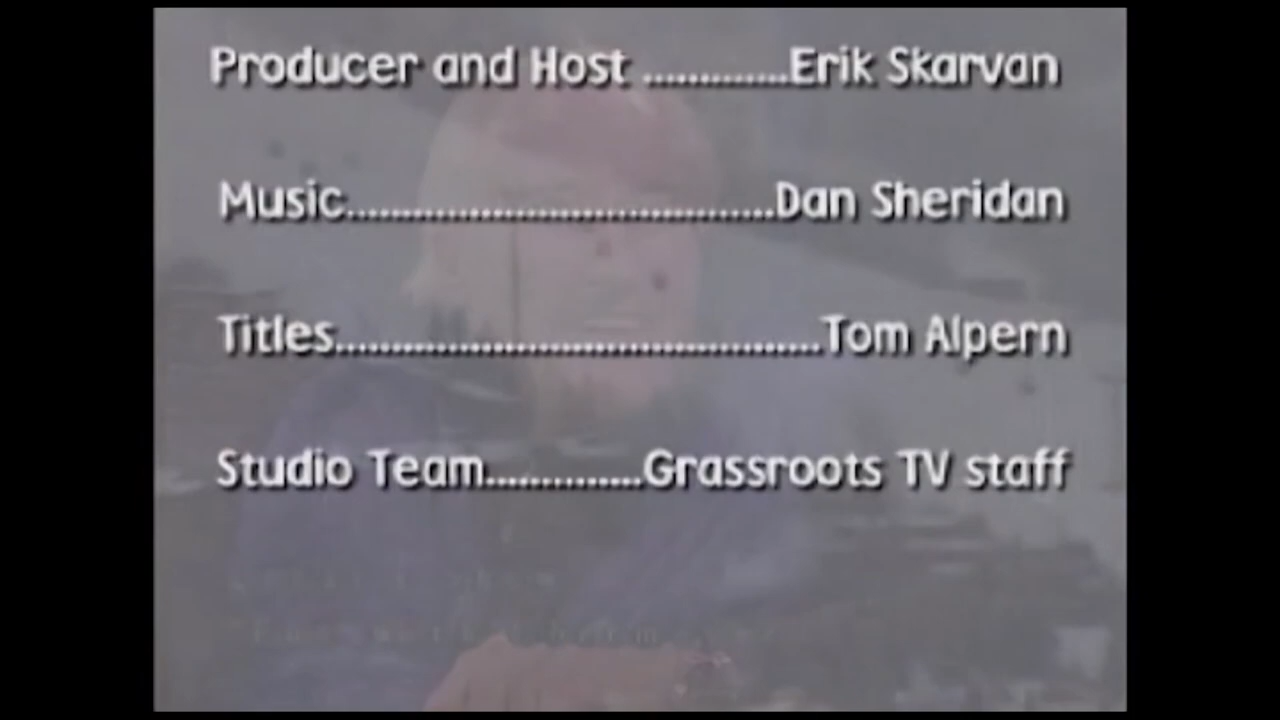 Producer and Host .............Erik Skarvan
Music......................................Dan Sheridan
Titles...........................................Tom Alpern
Studio Team..............Grassroots TV staff